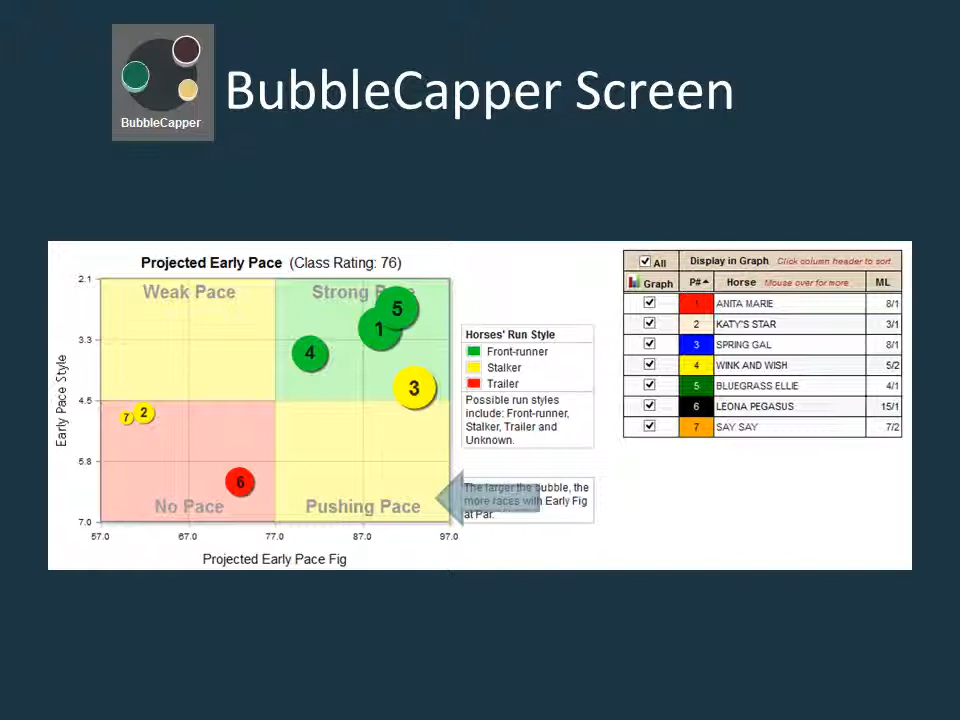 BubbleCapper
BubbleCapper Screen
Projected Early Pace (Class Rating: 76)
Weak Pace
Strong Pace
No Pace
Pushing Pace
Early Pace Style
2.1
3.3
4.5
5.8
7.0
57.0 67.0 77.0 87.0 97.0
Projected Early Pace Fig
5
1
4
3
7 2
6
Horses' Run Style
Front-runner
Stalker
Trailer
Possible run styles
include: Front-runner,
Stalker, Trailer and
Unknown.
The larger the bubble, the
more races with Early Fig
at Par.
All Display in Graph Click column header to sort.
Graph P# Horse Mouse over for more ML
1 ANITA MARIE 8/1
2 KATY'S STAR 3/1
3 SPRING GAL 8/1
4 WINK AND WISH 5/2
5 BLUEGRASS ELLIE 4/1
6 LEONA PEGASUS 15/1
7 SAY SAY 7/2